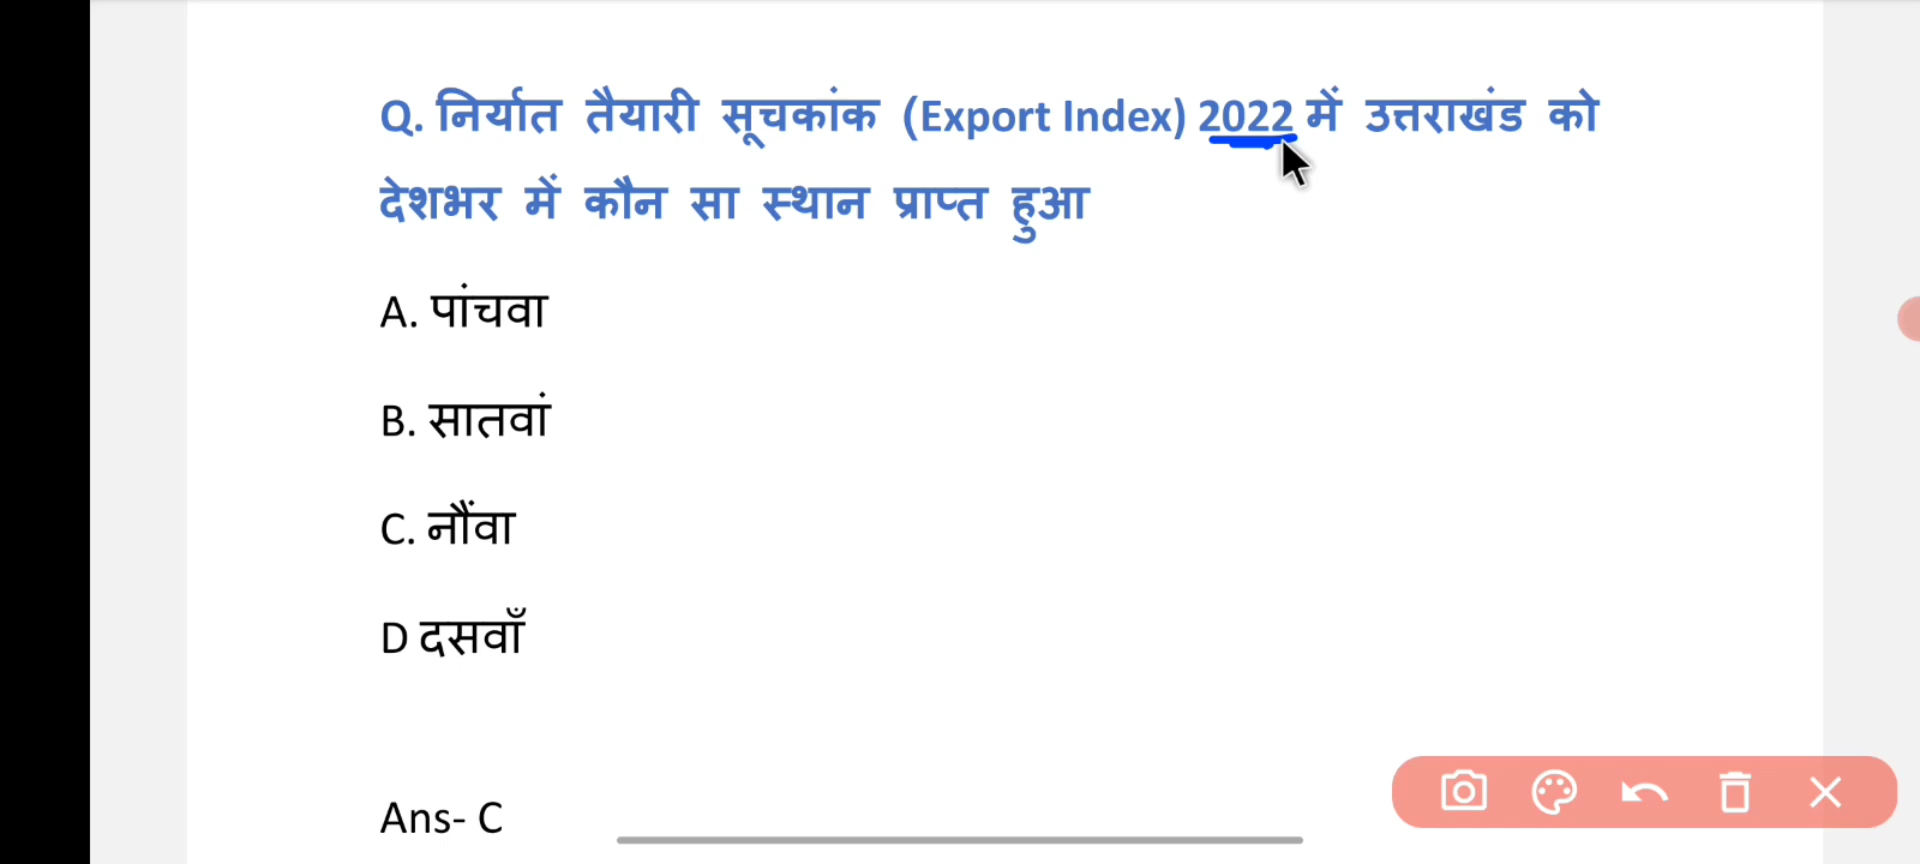 Q. निर्यात तैयारी सूचकांक (Export Index) 2022 में उत्तराखंड को
देशभर में कौन सा स्थान प्राप्त हुआ
A. पांचवा
B. सातवां
C. नौंवा
D दसवाँ
Ans- C